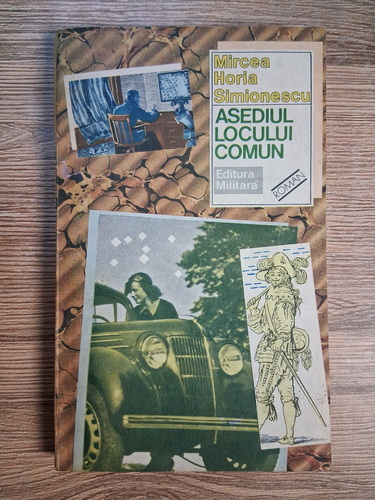 Mircea
Horia
Simionescu
ASEDIUL
LOCULUI
COMUN
Editura
Militară
ROMAN